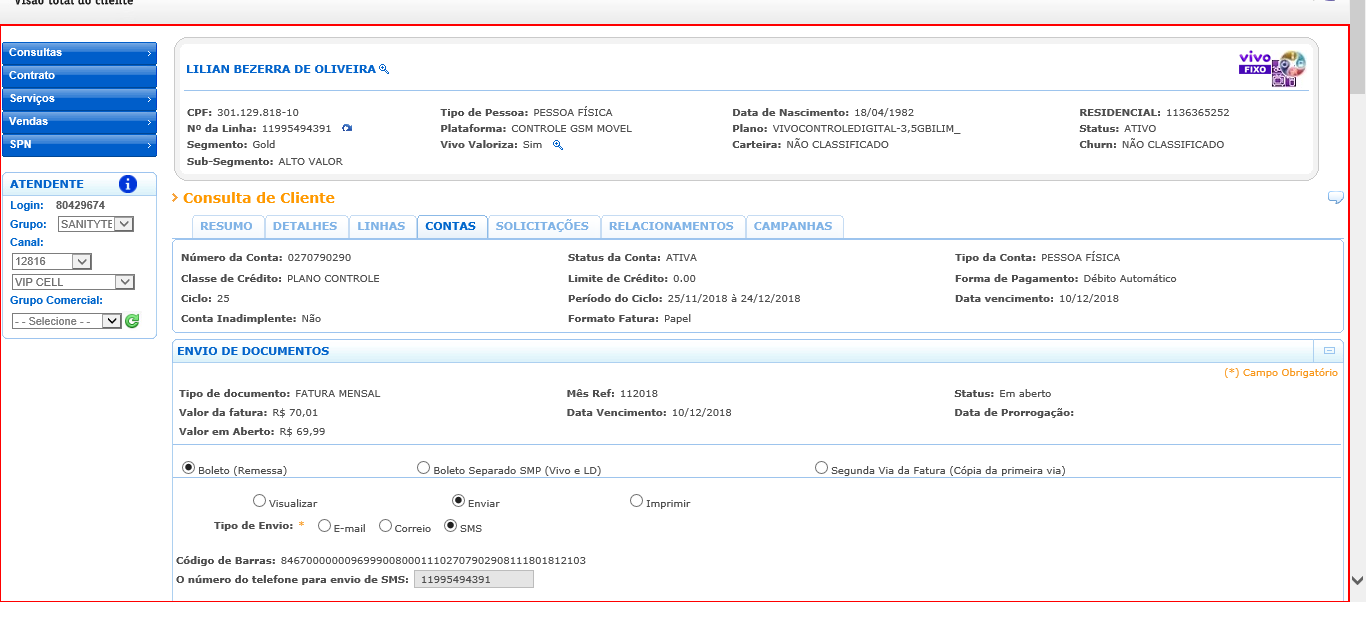 Visão total do cliente
Consultas
Contrato
Serviços
Vendas
SPN
ATENDENTE
Login: 80429674
Grupo: SANITYTE
Canal:
12816
VIP CELL
Grupo Comercial:
- - Selecione - -
LILIAN BEZERRA DE OLIVEIRA
vivo
FIXO
CPF: 301.129.818-10 Tipo de Pessoa: PESSOA FÍSICA Data de Nascimento: 18/04/1982 RESIDENCIAL: 1136365252
Nº da Linha: 11995494391 Plataforma: CONTROLE GSM MOVEL Plano: VIVOCONTROLEDIGITAL-3,5GBILIM_ Status: ATIVO
Segmento: Gold Vivo Valoriza: Sim Carteira: NÃO CLASSIFICADO Churn: NÃO CLASSIFICADO
Sub-Segmento: ALTO VALOR
Consulta de Cliente
RESUMO DETALHES LINHAS CONTAS SOLICITAÇÕES RELACIONAMENTOS CAMPANHAS
Número da Conta: 0270790290 Status da Conta: ATIVA Tipo da Conta: PESSOA FÍSICA
Classe de Crédito: PLANO CONTROLE Limite de Crédito: 0.00 Forma de Pagamento: Débito Automático
Ciclo: 25 Período do Ciclo: 25/11/2018 à 24/12/2018 Data vencimento: 10/12/2018
Conta Inadimplente: Não Formato Fatura: Papel
ENVIO DE DOCUMENTOS
(*) Campo Obrigatório
Tipo de documento: FATURA MENSAL Mês Ref: 112018 Status: Em aberto
Valor da fatura: R$ 70,01 Data Vencimento: 10/12/2018 Data de Prorrogação:
Valor em Aberto: R$ 69,99
Boleto (Remessa) Boleto Separado SMP (Vivo e LD) Segunda Via da Fatura (Cópia da primeira via)
Visualizar Enviar Imprimir
Tipo de Envio: * E-mail Correio SMS
Código de Barras: 846700000009699900800011102707902908111801812103
O número do telefone para envio de SMS: 11995494391